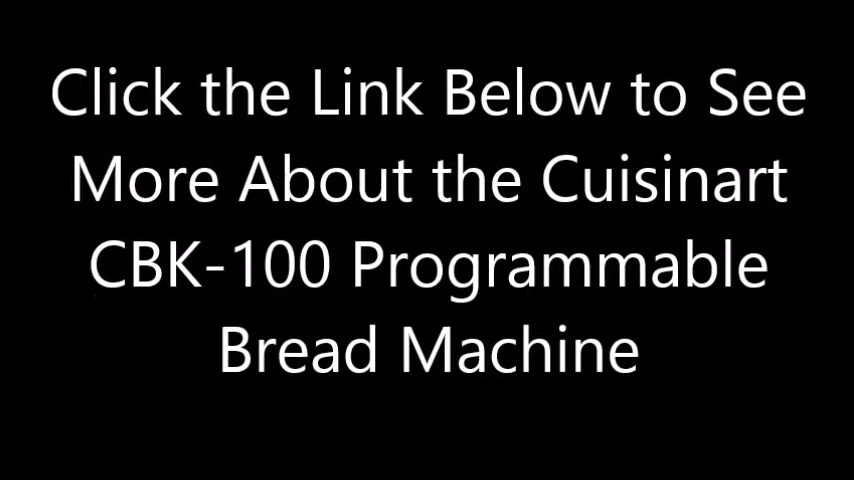 Click the Link Below to See
More About the Cuisinart
CBK-100 Programmable
Bread Machine